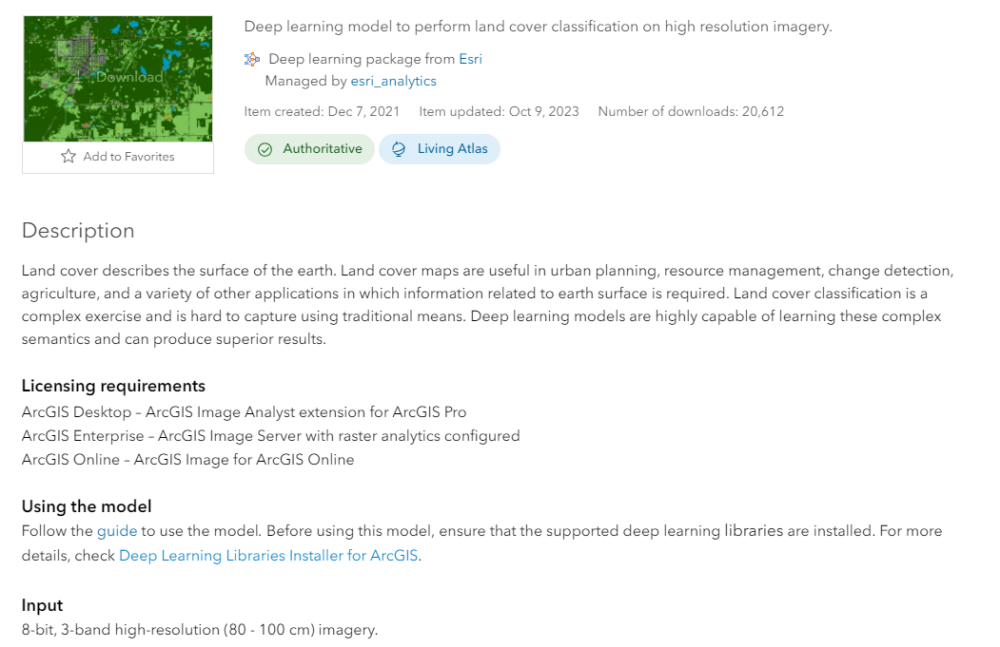 Deep learning model to perform land cover classification on high resolution imagery.
Deep learning package from Esri
Managed by esri_analytics
Download
Item created: Dec 7, 2021 Item updated: Oct 9, 2023 Number of downloads: 20,612
Authoritative Living Atlas
Add to Favorites
Description
Land cover describes the surface of the earth. Land cover maps are useful in urban planning, resource management, change detection,
agriculture, and a variety of other applications in which information related to earth surface is required. Land cover classification is a
complex exercise and is hard to capture using traditional means. Deep learning models are highly capable of learning these complex
semantics and can produce superior results.
Licensing requirements
ArcGIS Desktop – ArcGIS Image Analyst extension for ArcGIS Pro
ArcGIS Enterprise – ArcGIS Image Server with raster analytics configured
ArcGIS Online – ArcGIS Image for ArcGIS Online
Using the model
Follow the guide to use the model. Before using this model, ensure that the supported deep learning libraries are installed. For more
details, check Deep Learning Libraries Installer for ArcGIS.
Input
8-bit, 3-band high-resolution (80 - 100 cm) imagery.